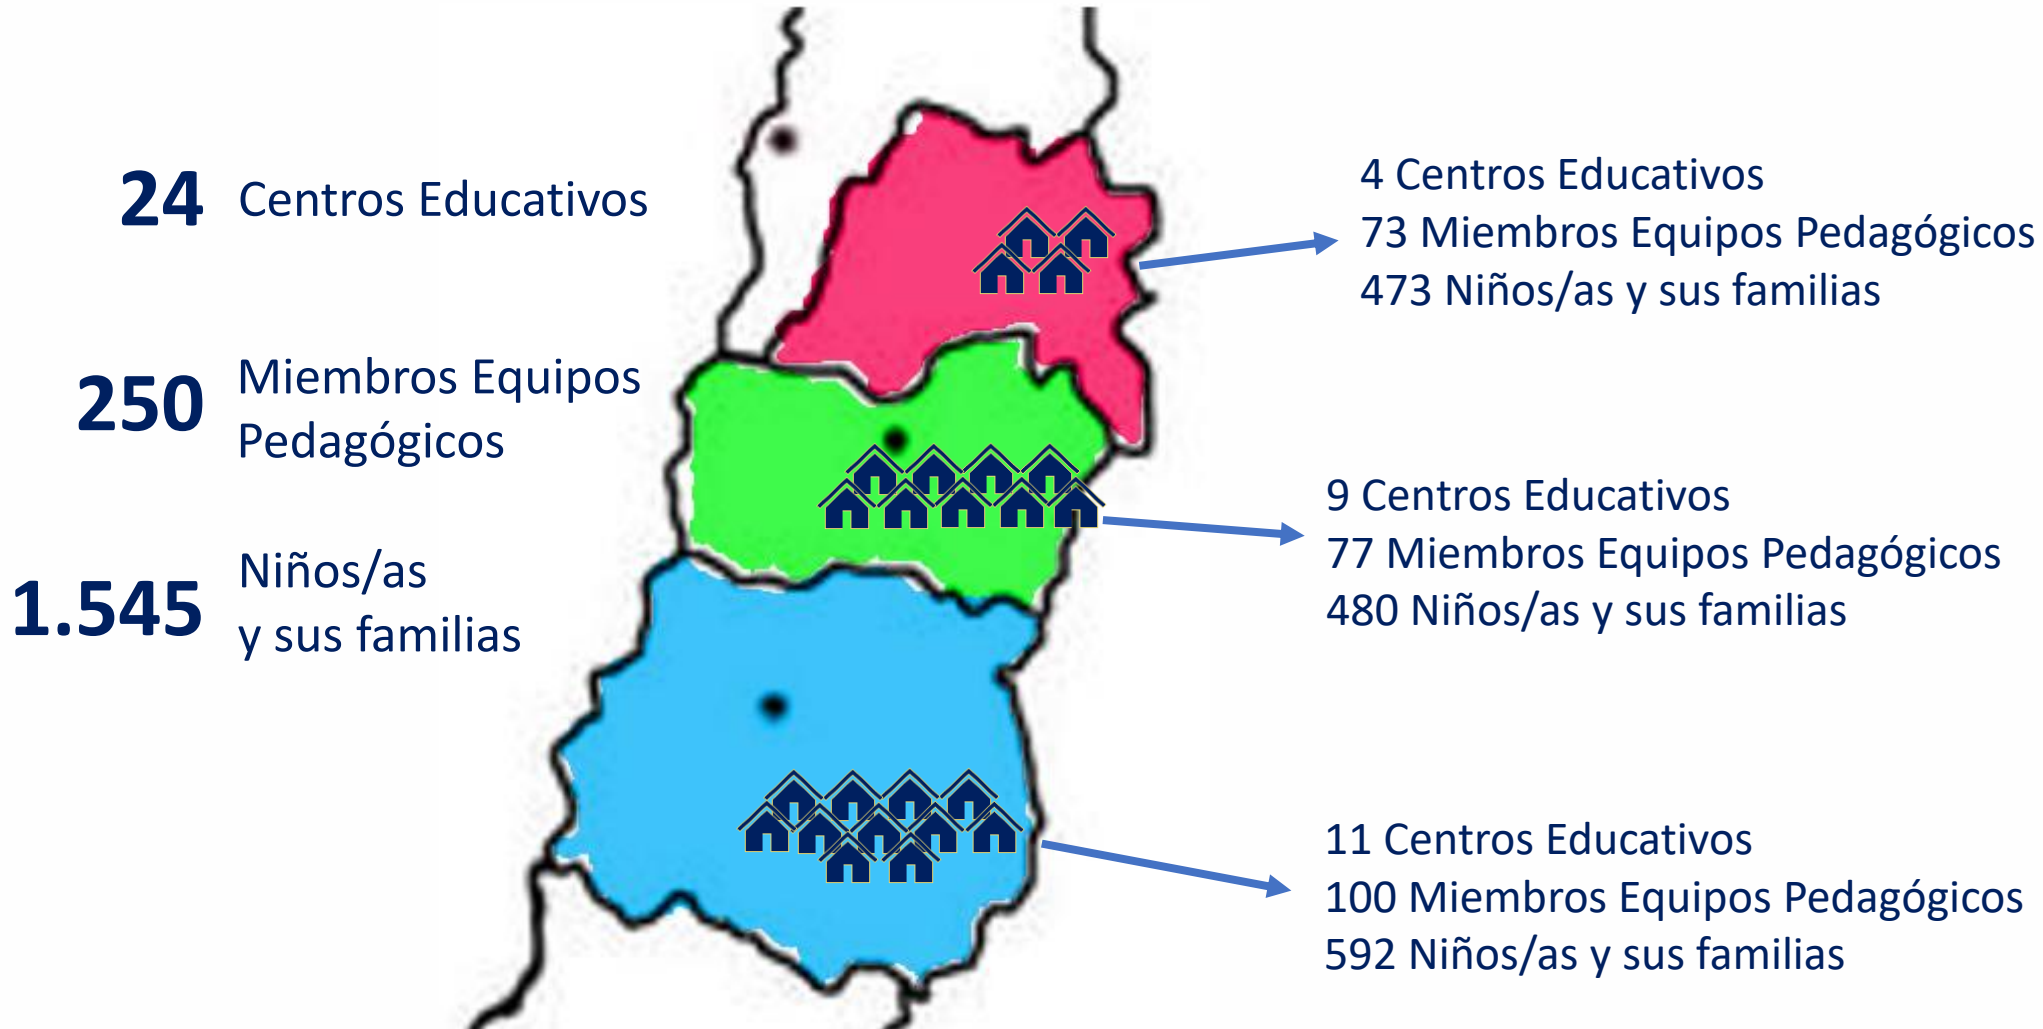 24 Centros Educativos
250 Miembros Equipos
Pedagógicos
1.545 Niños/as
y sus familias
4 Centros Educativos
73 Miembros Equipos Pedagógicos
473 Niños/as y sus familias
9 Centros Educativos
77 Miembros Equipos Pedagógicos
480 Niños/as y sus familias
11 Centros Educativos
100 Miembros Equipos Pedagógicos
592 Niños/as y sus familias